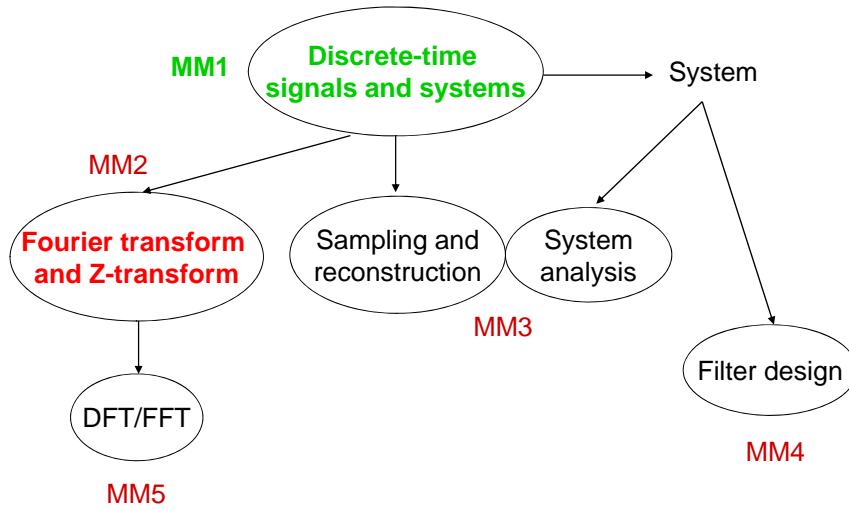 MM1
Discrete-time
signals and systems
System
MM2
Fourier transform
and Z-transform
Sampling and
reconstruction
System
analysis
MM3
Filter design
DFT/FFT
MM4
MM5